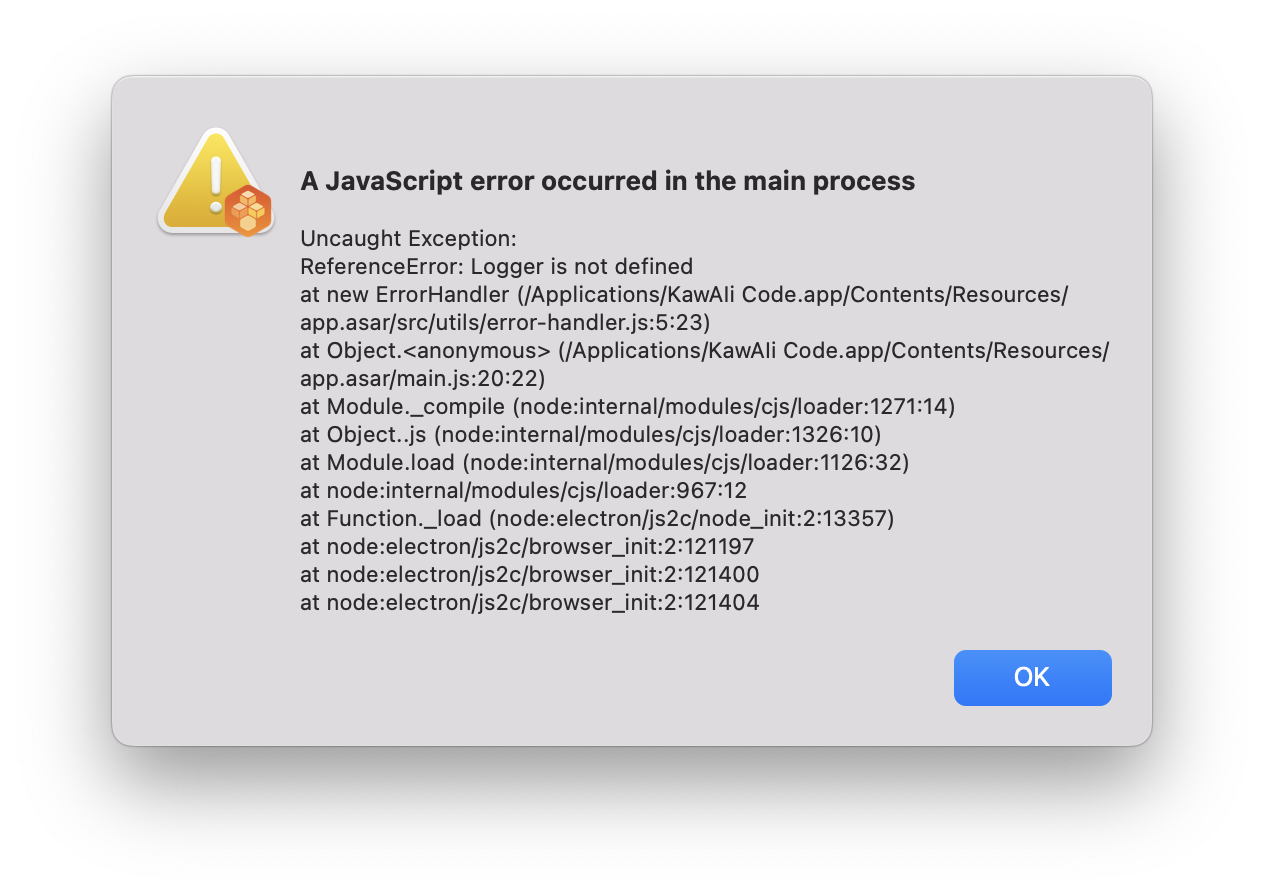 A JavaScript error occurred in the main process
Uncaught Exception:
ReferenceError: Logger is not defined
at new ErrorHandler (/Applications/KawAli Code.app/Contents/Resources/
app.asar/src/utils/error-handler.js:5:23)
at Object.<anonymous> (/Applications/KawAli Code.app/Contents/Resources/
app.asar/main.js:20:22)
at Module._compile (node:internal/modules/cjs/loader:1271:14)
at Object..js (node:internal/modules/cjs/loader:1326:10)
at Module.load (node:internal/modules/cjs/loader:1126:32)
at node:internal/modules/cjs/loader:967:12
at Function._load (node:electron/js2c/node_init:2:13357)
at node:electron/js2c/browser_init:2:121197
at node:electron/js2c/browser_init:2:121400
at node:electron/js2c/browser_init:2:121404
OK